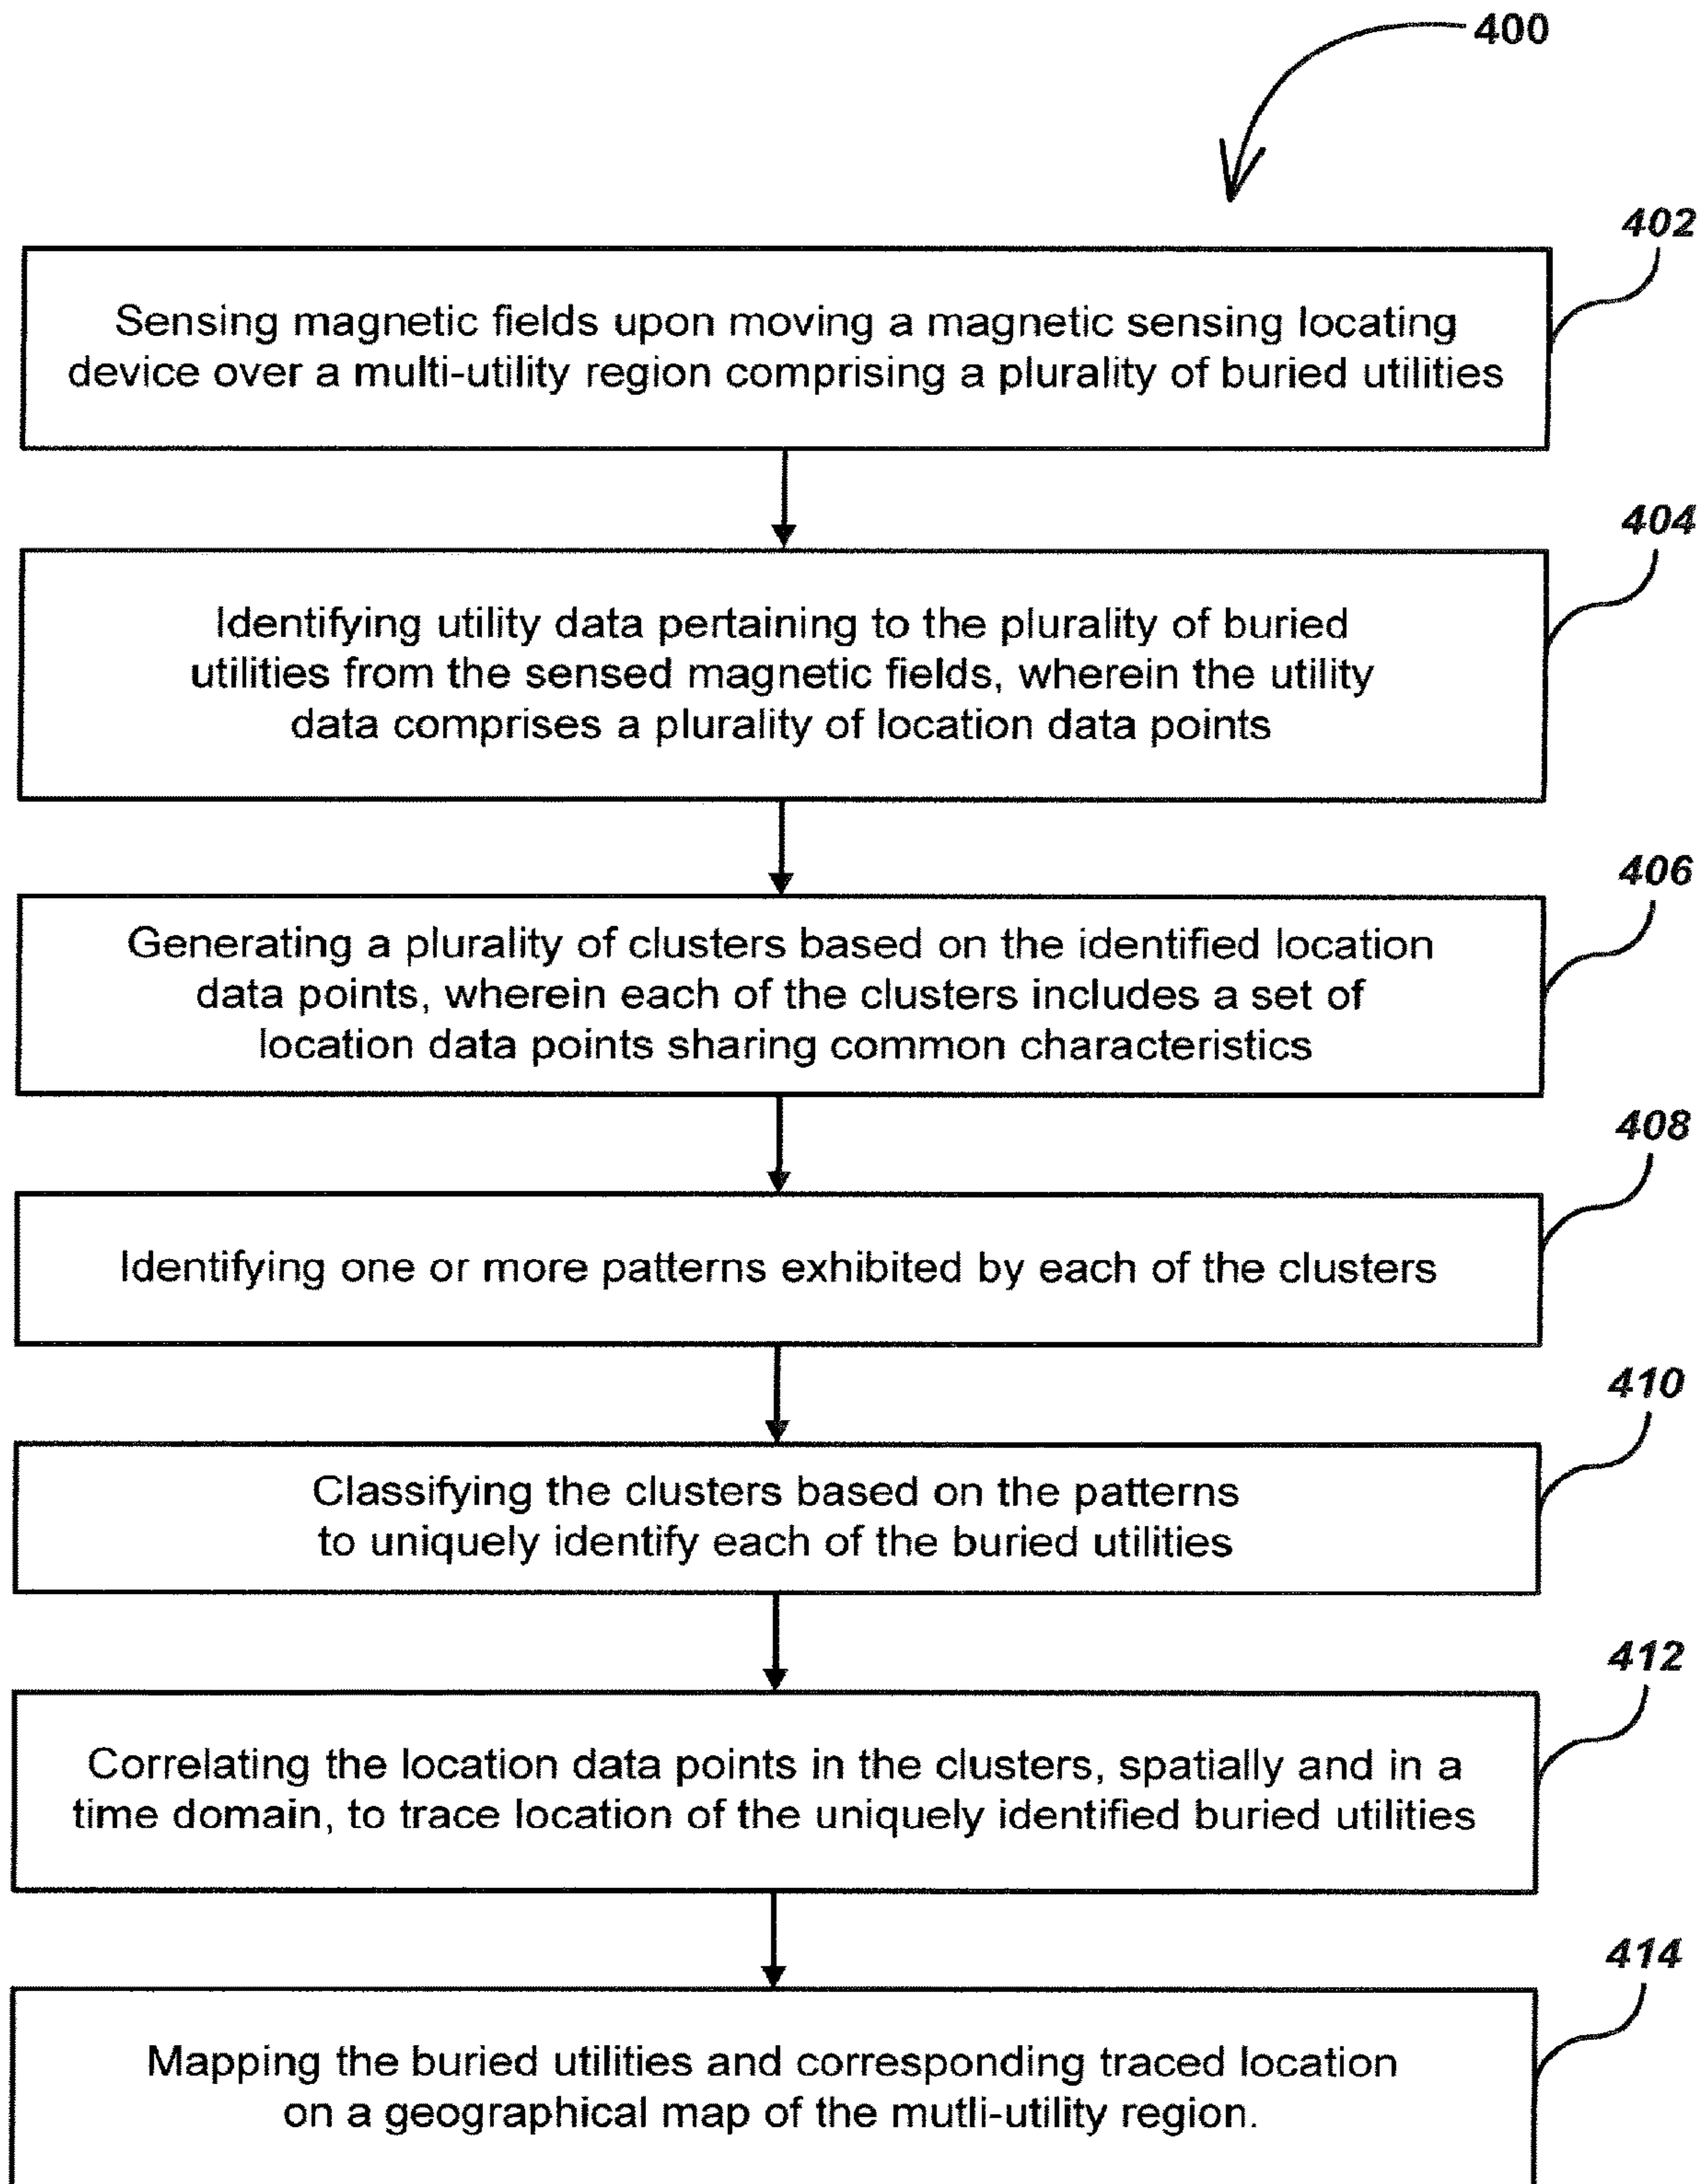 400
402
Sensing magnetic fields upon moving a magnetic sensing locating
device over a multi-utility region comprising a plurality of buried utilities
404
Identifying utility data pertaining to the plurality of buried
utilities from the sensed magnetic fields, wherein the utility
data comprises a plurality of location data points
406
Generating a plurality of clusters based on the identified location
data points, wherein each of the clusters includes a set of
location data points sharing common characteristics
408
Identifying one or more patterns exhibited by each of the clusters
410
Classifying the clusters based on the patterns
to uniquely identify each of the buried utilities
412
Correlating the location data points in the clusters, spatially and in a
time domain, to trace location of the uniquely identified buried utilities
414
Mapping the buried utilities and corresponding traced location
on a geographical map of the mutli-utility region.